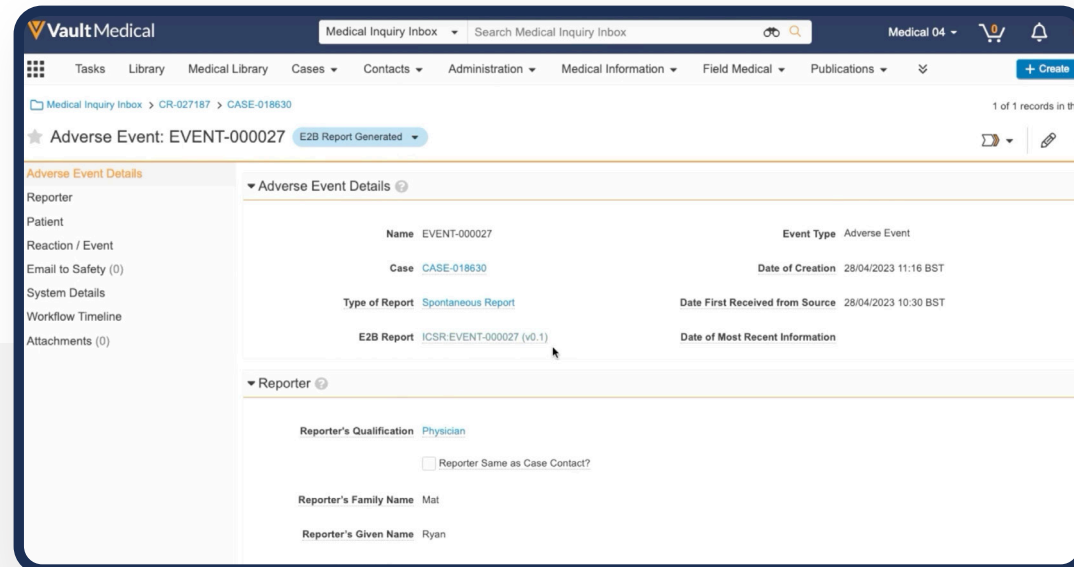 Vault Medical
Medical Inquiry Inbox Search Medical Inquiry Inbox Medical 04 0
Tasks Library Medical Library Cases Contacts Administration Medical Information Field Medical Publications + Create
Medical Inquiry Inbox > CR-027187 > CASE-018630 1 of 1 records in th
Adverse Event: EVENT-000027 E2B Report Generated
Adverse Event Details
Reporter
Patient
Reaction / Event
Email to Safety (0)
System Details
Workflow Timeline
Attachments (0)
Adverse Event Details ?
Name EVENT-000027 Event Type Adverse Event
Case CASE-018630 Date of Creation 28/04/2023 11:16 BST
Type of Report Spontaneous Report Date First Received from Source 28/04/2023 10:30 BST
E2B Report ICSR:EVENT-000027 (v0.1) Date of Most Recent Information
Reporter ?
Reporter's Qualification Physician
Reporter Same as Case Contact?
Reporter's Family Name Mat
Reporter's Given Name Ryan